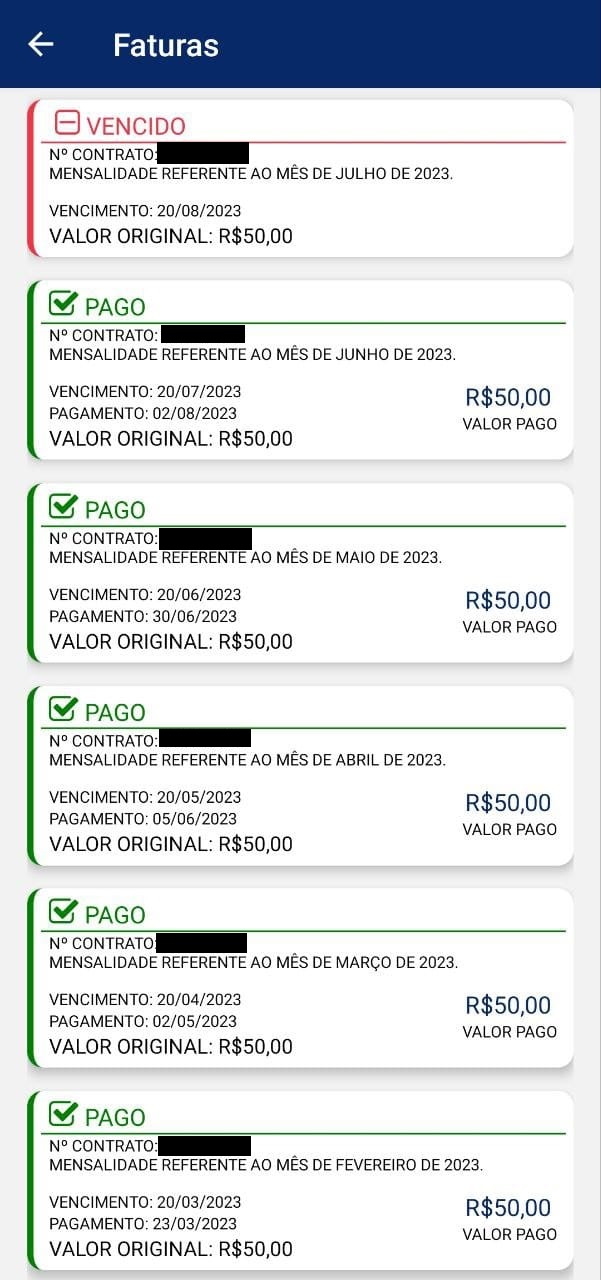 Faturas
VENCIDO
Nº CONTRATO:
MENSALIDADE REFERENTE AO MÊS DE JULHO DE 2023.
VENCIMENTO: 20/08/2023
VALOR ORIGINAL: R$50,00
PAGO
Nº CONTRATO:
MENSALIDADE REFERENTE AO MÊS DE JUNHO DE 2023.
VENCIMENTO: 20/07/2023
PAGAMENTO: 02/08/2023
VALOR ORIGINAL: R$50,00
R$50,00
VALOR PAGO
PAGO
Nº CONTRATO:
MENSALIDADE REFERENTE AO MÊS DE MAIO DE 2023.
VENCIMENTO: 20/06/2023
PAGAMENTO: 30/06/2023
VALOR ORIGINAL: R$50,00
R$50,00
VALOR PAGO
PAGO
Nº CONTRATO:
MENSALIDADE REFERENTE AO MÊS DE ABRIL DE 2023.
VENCIMENTO: 20/05/2023
PAGAMENTO: 05/06/2023
VALOR ORIGINAL: R$50,00
R$50,00
VALOR PAGO
PAGO
Nº CONTRATO:
MENSALIDADE REFERENTE AO MÊS DE MARÇO DE 2023.
VENCIMENTO: 20/04/2023
PAGAMENTO: 02/05/2023
VALOR ORIGINAL: R$50,00
R$50,00
VALOR PAGO
PAGO
Nº CONTRATO:
MENSALIDADE REFERENTE AO MÊS DE FEVEREIRO DE 2023.
VENCIMENTO: 20/03/2023
PAGAMENTO: 23/03/2023
VALOR ORIGINAL: R$50,00
R$50,00
VALOR PAGO